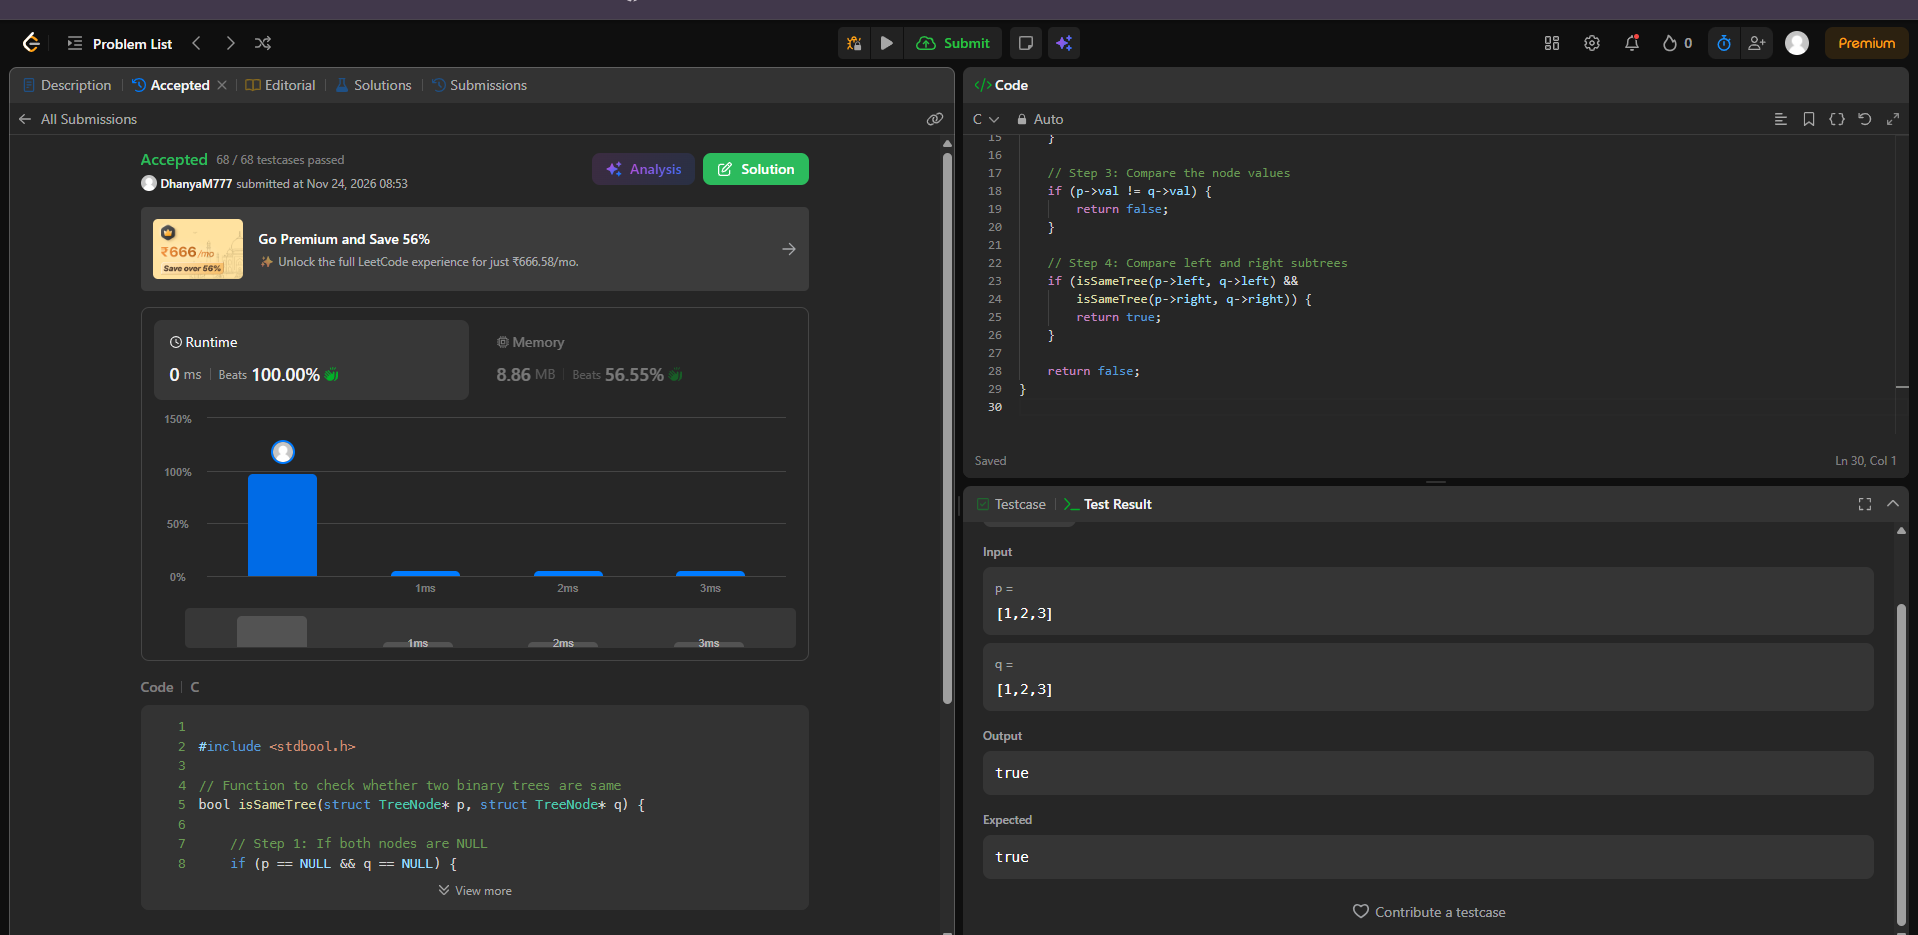 Problem List
Submit
0
Premium
Description
Accepted
Editorial
Solutions
Submissions
All Submissions
Accepted 68 / 68 testcases passed
DhanyaM777 submitted at Nov 24, 2026 08:53
Analysis
Solution
₹666 /mo
Save over 56%
Go Premium and Save 56%
✨ Unlock the full LeetCode experience for just ₹666.58/mo.
Runtime
0 ms | Beats 100.00%
Memory
8.86 MB | Beats 56.55%
150%
100%
50%
0%
1ms 2ms 3ms
1ms 2ms 3ms
Code | C
1
2 #include <stdbool.h>
3
4 // Function to check whether two binary trees are same
5 bool isSameTree(struct TreeNode* p, struct TreeNode* q) {
6
7 // Step 1: If both nodes are NULL
8 if (p == NULL && q == NULL) {
View more
</> Code
C Auto
15 }
16
17 // Step 3: Compare the node values
18 if (p->val != q->val) {
19 return false;
20 }
21
22 // Step 4: Compare left and right subtrees
23 if (isSameTree(p->left, q->left) &&
24 isSameTree(p->right, q->right)) {
25 return true;
26 }
27
28 return false;
29 }
30
Saved
Ln 30, Col 1
Testcase
Test Result
Input
p =
[1,2,3]
q =
[1,2,3]
Output
true
Expected
true
Contribute a testcase